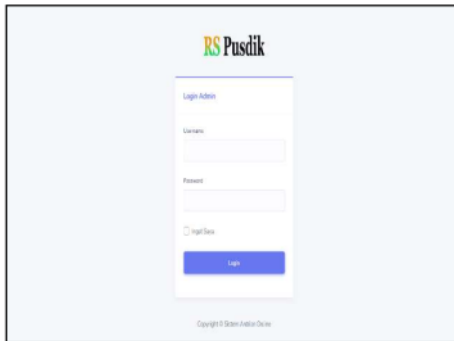 RS Pusdik
Login Admin
Username
Password
Ingat Saya
Login
Copyright © Sistem Antrian Online